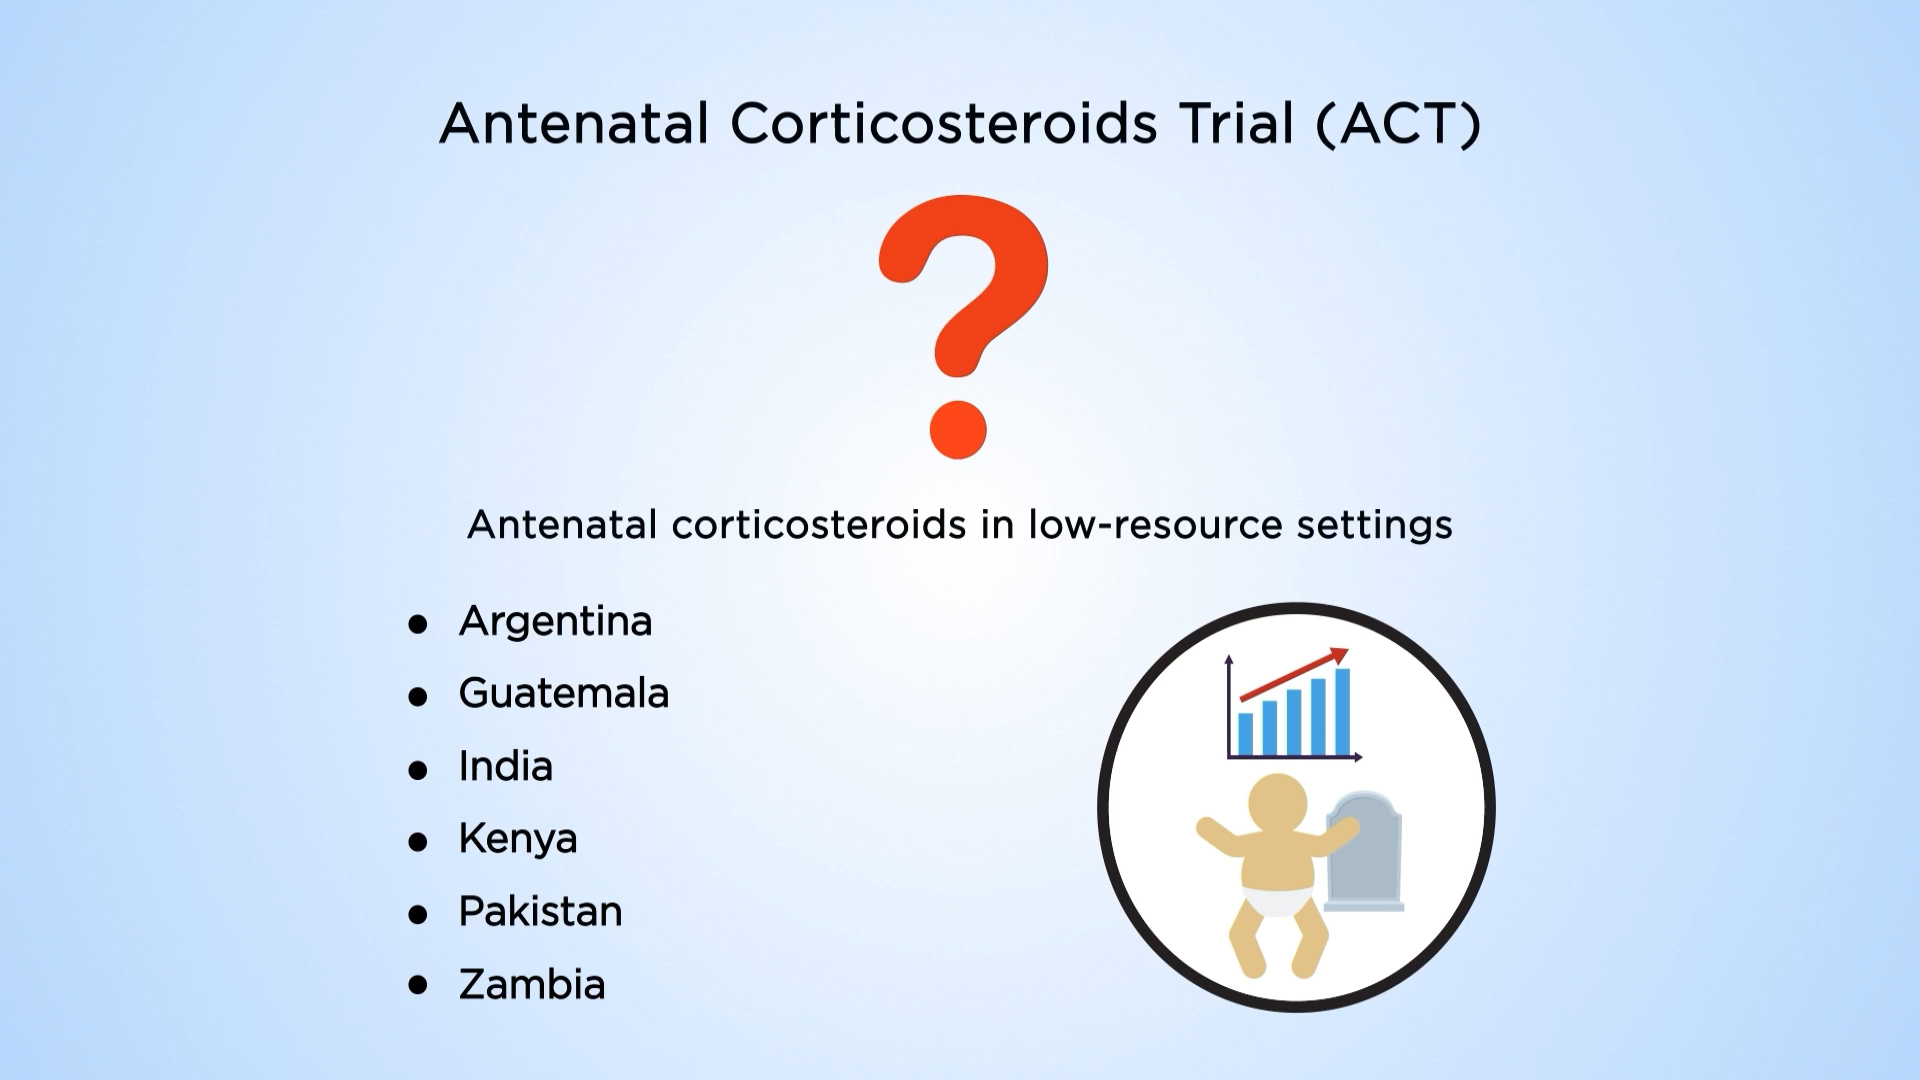 Antenatal Corticosteroids Trial (ACT)
?
Antenatal corticosteroids in low-resource settings
● Argentina
● Guatemala
● India
● Kenya
● Pakistan
● Zambia